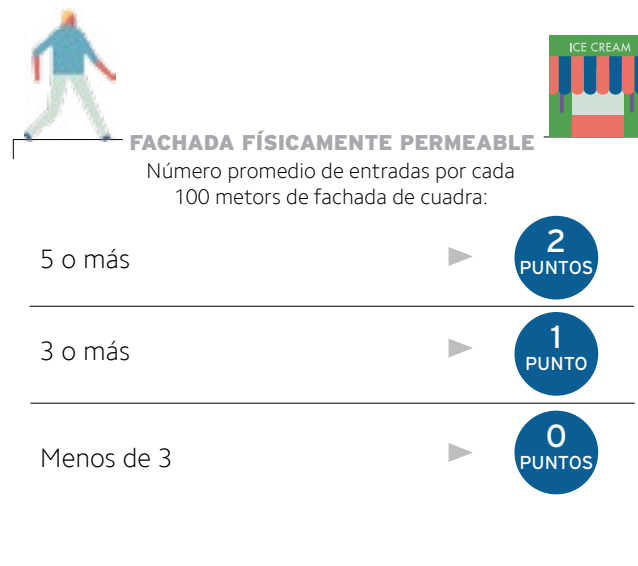 ICE CREAM
FACHADA FÍSICAMENTE PERMEABLE
Número promedio de entradas por cada
100 metors de fachada de cuadra:
5 o más
2
PUNTOS
3 o más
1
PUNTO
Menos de 3
0
PUNTOS